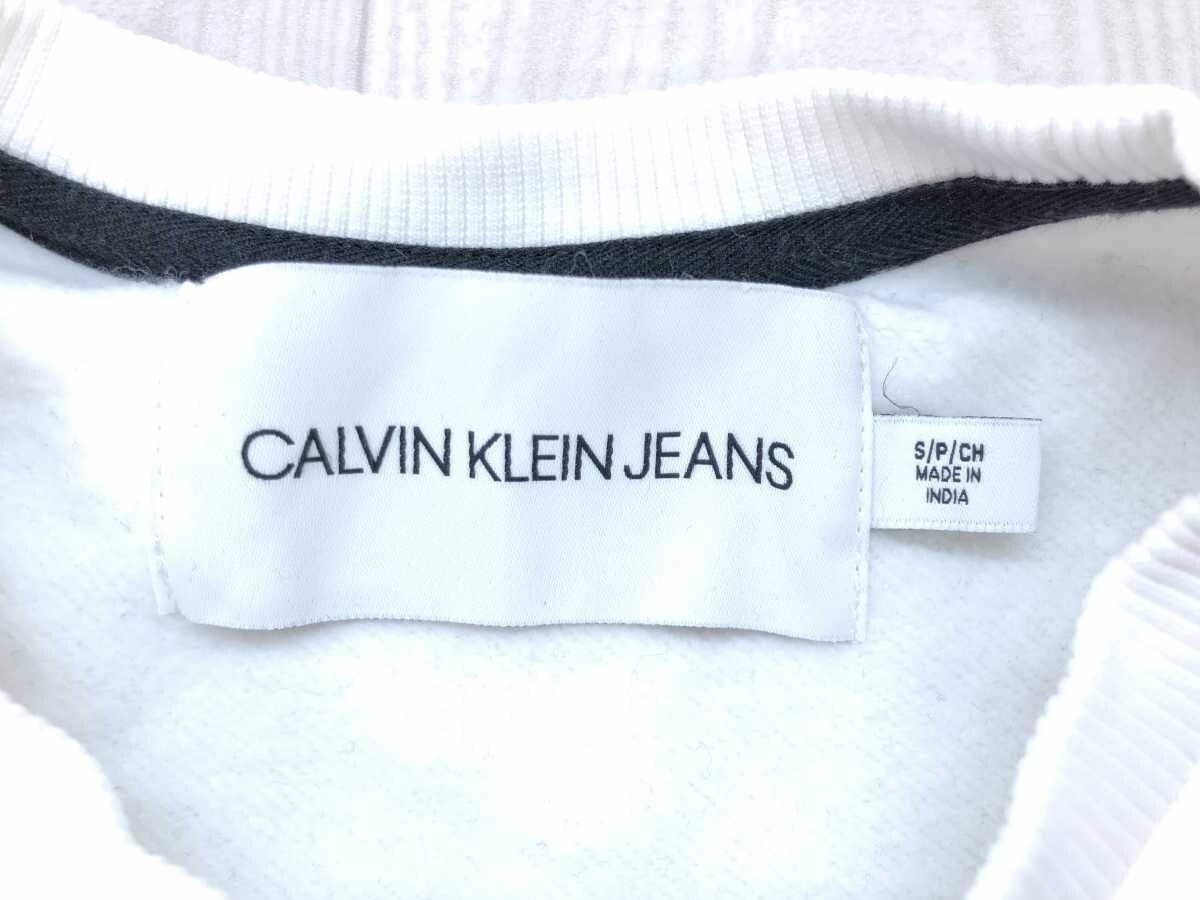 CALVIN KLEIN JEANS
S/P/CH
MADE IN
INDIA